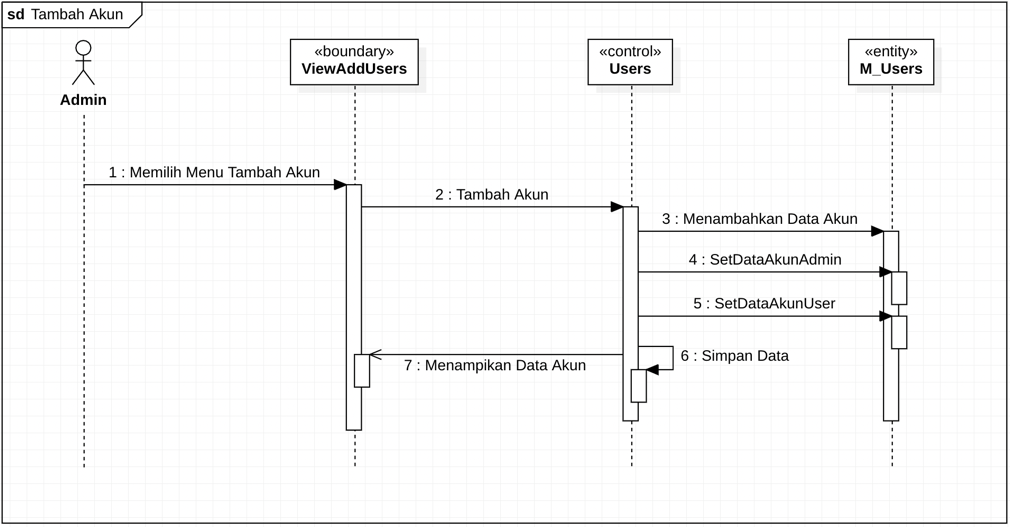 sd Tambah Akun
Admin
«boundary»
ViewAddUsers
«control»
Users
«entity»
M_Users
1 : Memilih Menu Tambah Akun
2 : Tambah Akun
3 : Menambahkan Data Akun
4 : SetDataAkunAdmin
5 : SetDataAkunUser
6 : Simpan Data
7 : Menampikan Data Akun